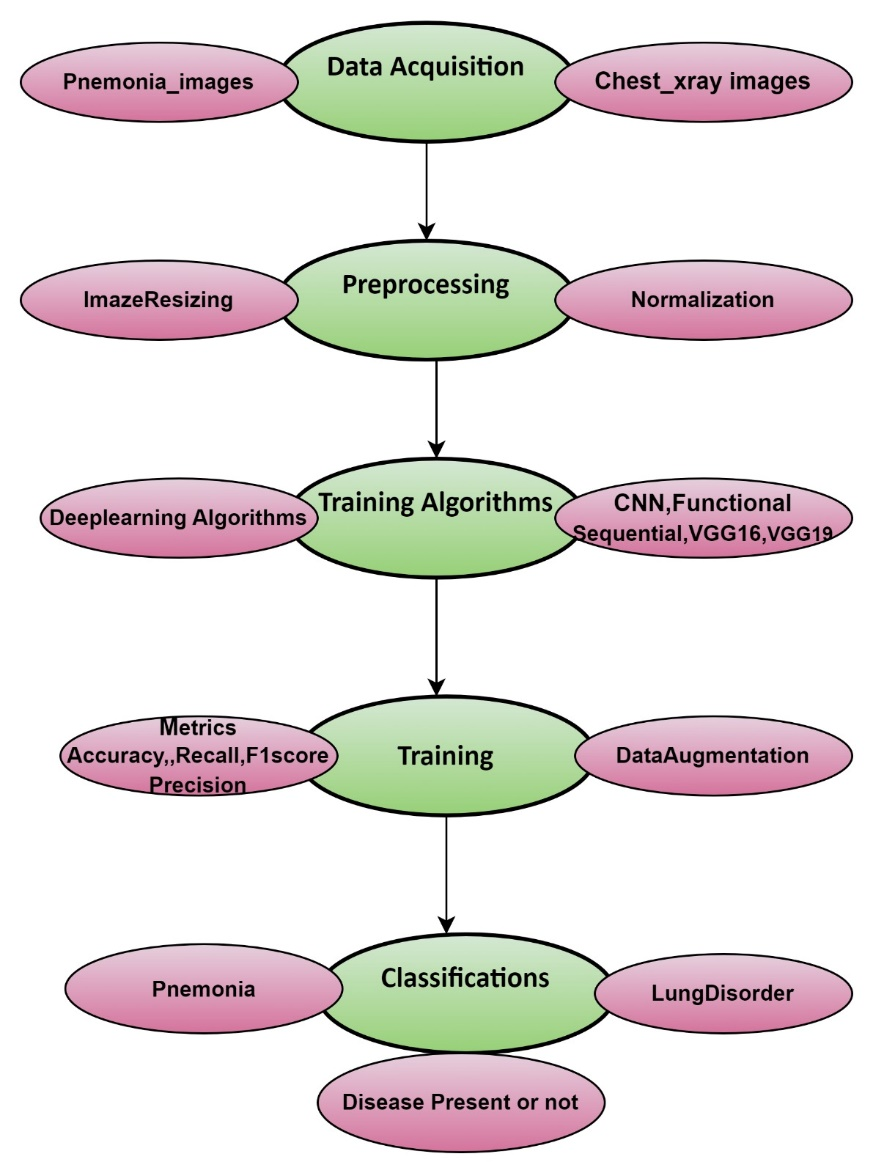 Pnemonia_images
Data Acquisition
Chest_xray images
ImazeResizing
Preprocessing
Normalization
Deeplearning Algorithms
Training Algorithms
CNN,Functional
Sequential,VGG16,VGG19
Metrics
Accuracy,,Recall,F1score
Precision
Training
DataAugmentation
Pnemonia
Classifications
LungDisorder
Disease Present or not